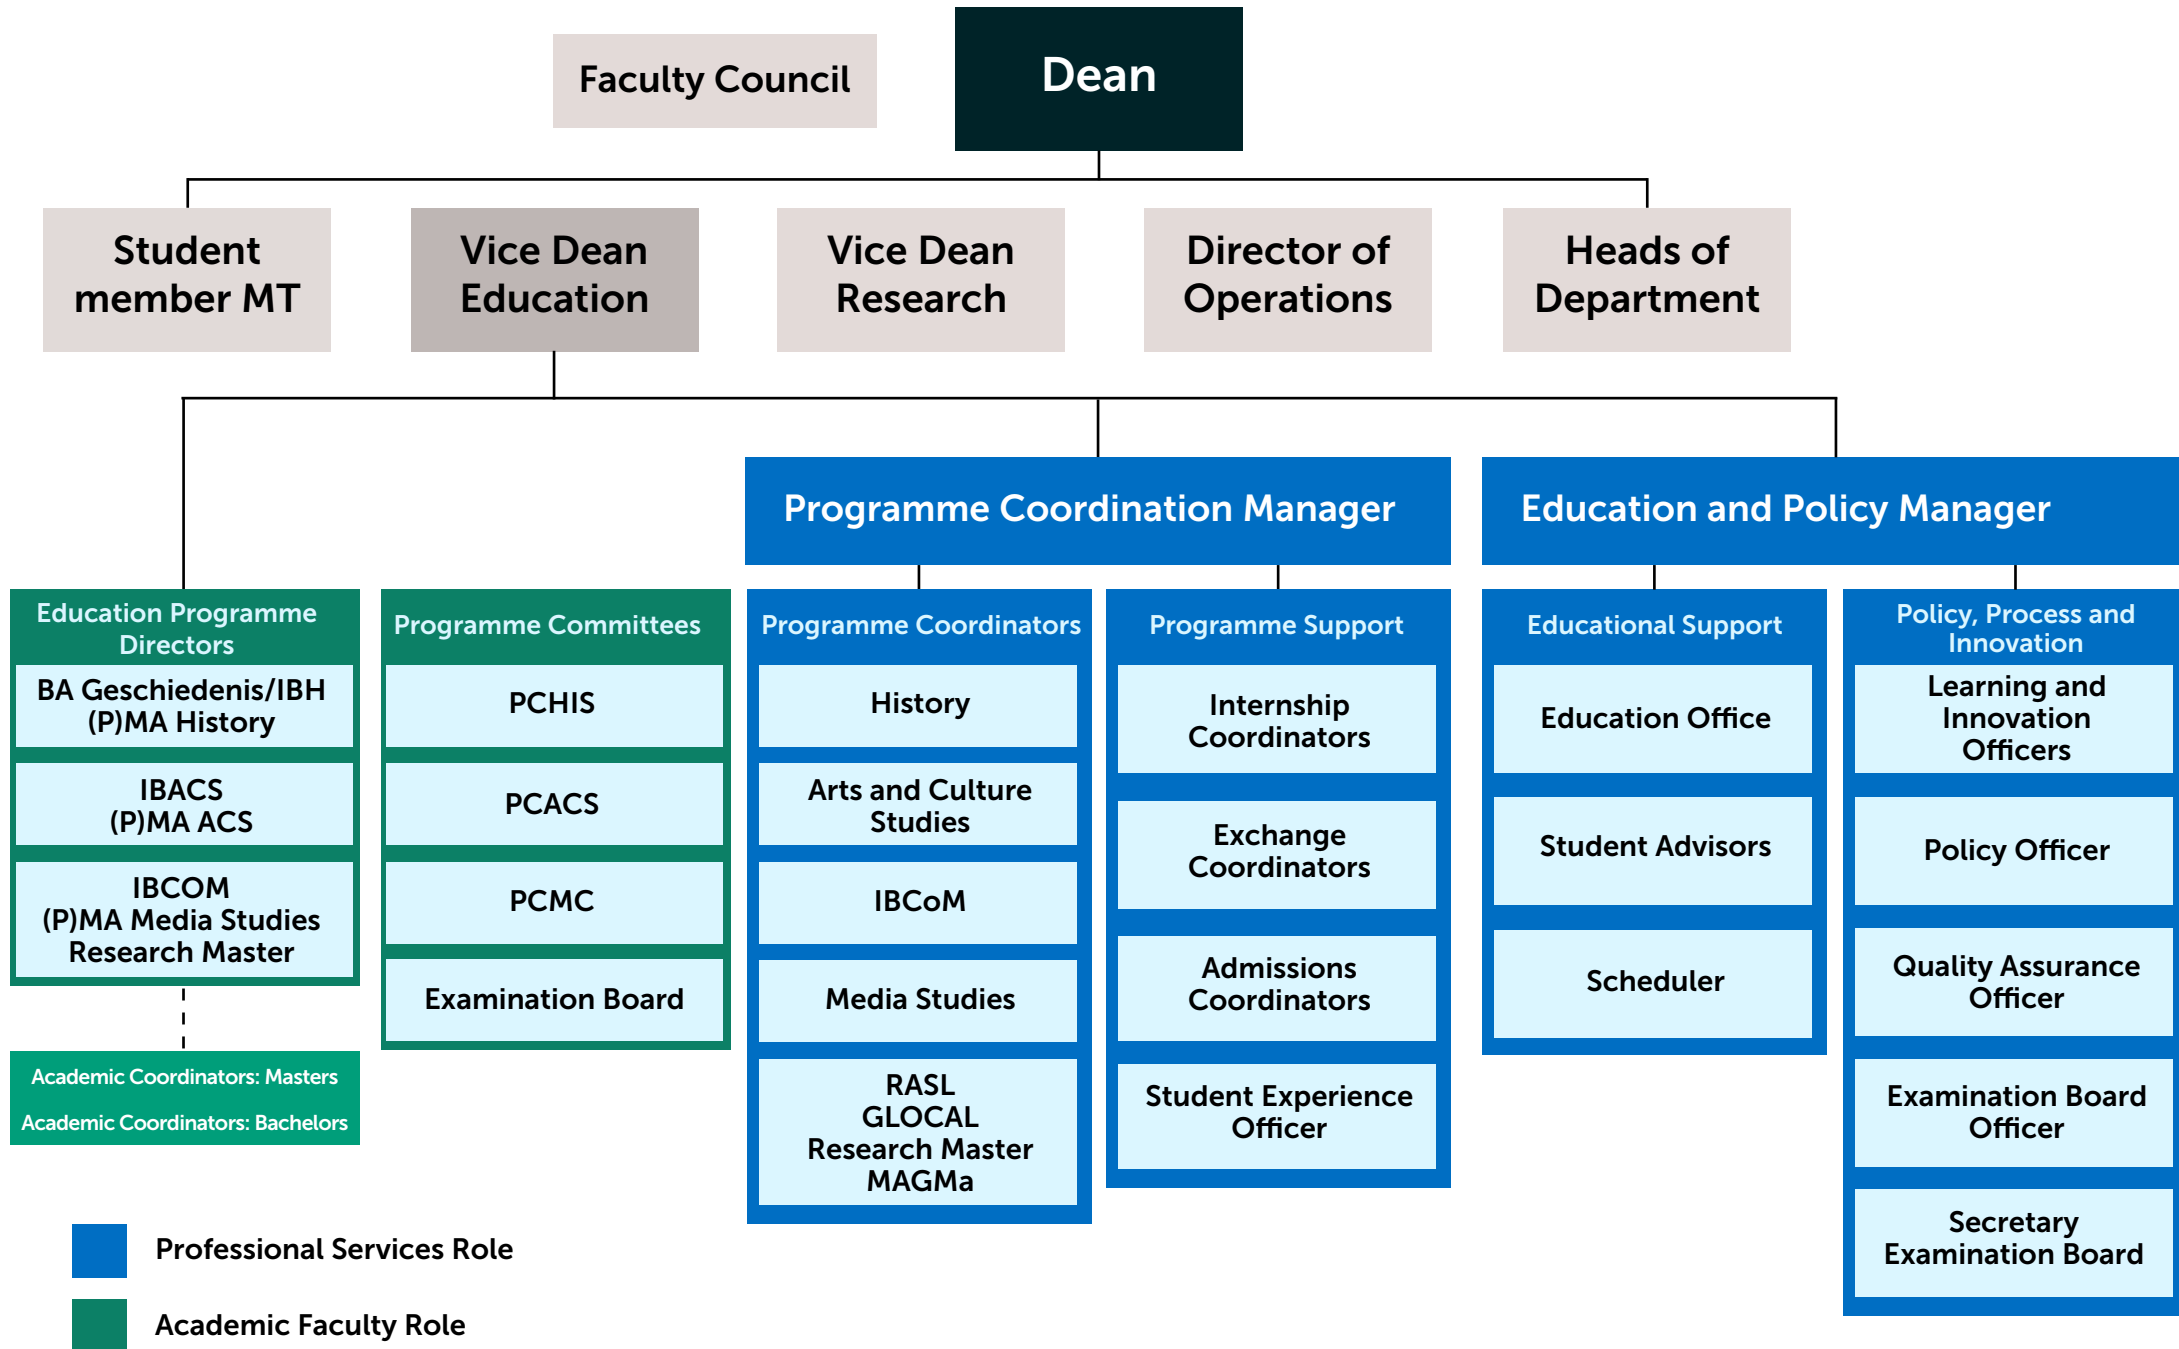 Faculty Council
Dean
Student
member MT
Vice Dean
Education
Vice Dean
Research
Director of
Operations
Heads of
Department
Programme Coordination Manager
Education and Policy Manager
Education Programme
Directors
BA Geschiedenis/IBH
(P)MA History
IBACS
(P)MA ACS
IBCOM
(P)MA Media Studies
Research Master
Academic Coordinators: Masters
Academic Coordinators: Bachelors
Programme Committees
PCHIS
PCACS
PCMC
Examination Board
Programme Coordinators
History
Arts and Culture
Studies
IBCoM
Media Studies
RASL
GLOCAL
Research Master
MAGMa
Programme Support
Internship
Coordinators
Exchange
Coordinators
Admissions
Coordinators
Student Experience
Officer
Educational Support
Education Office
Student Advisors
Scheduler
Policy, Process and
Innovation
Learning and
Innovation
Officers
Policy Officer
Quality Assurance
Officer
Examination Board
Officer
Secretary
Examination Board
Professional Services Role
Academic Faculty Role